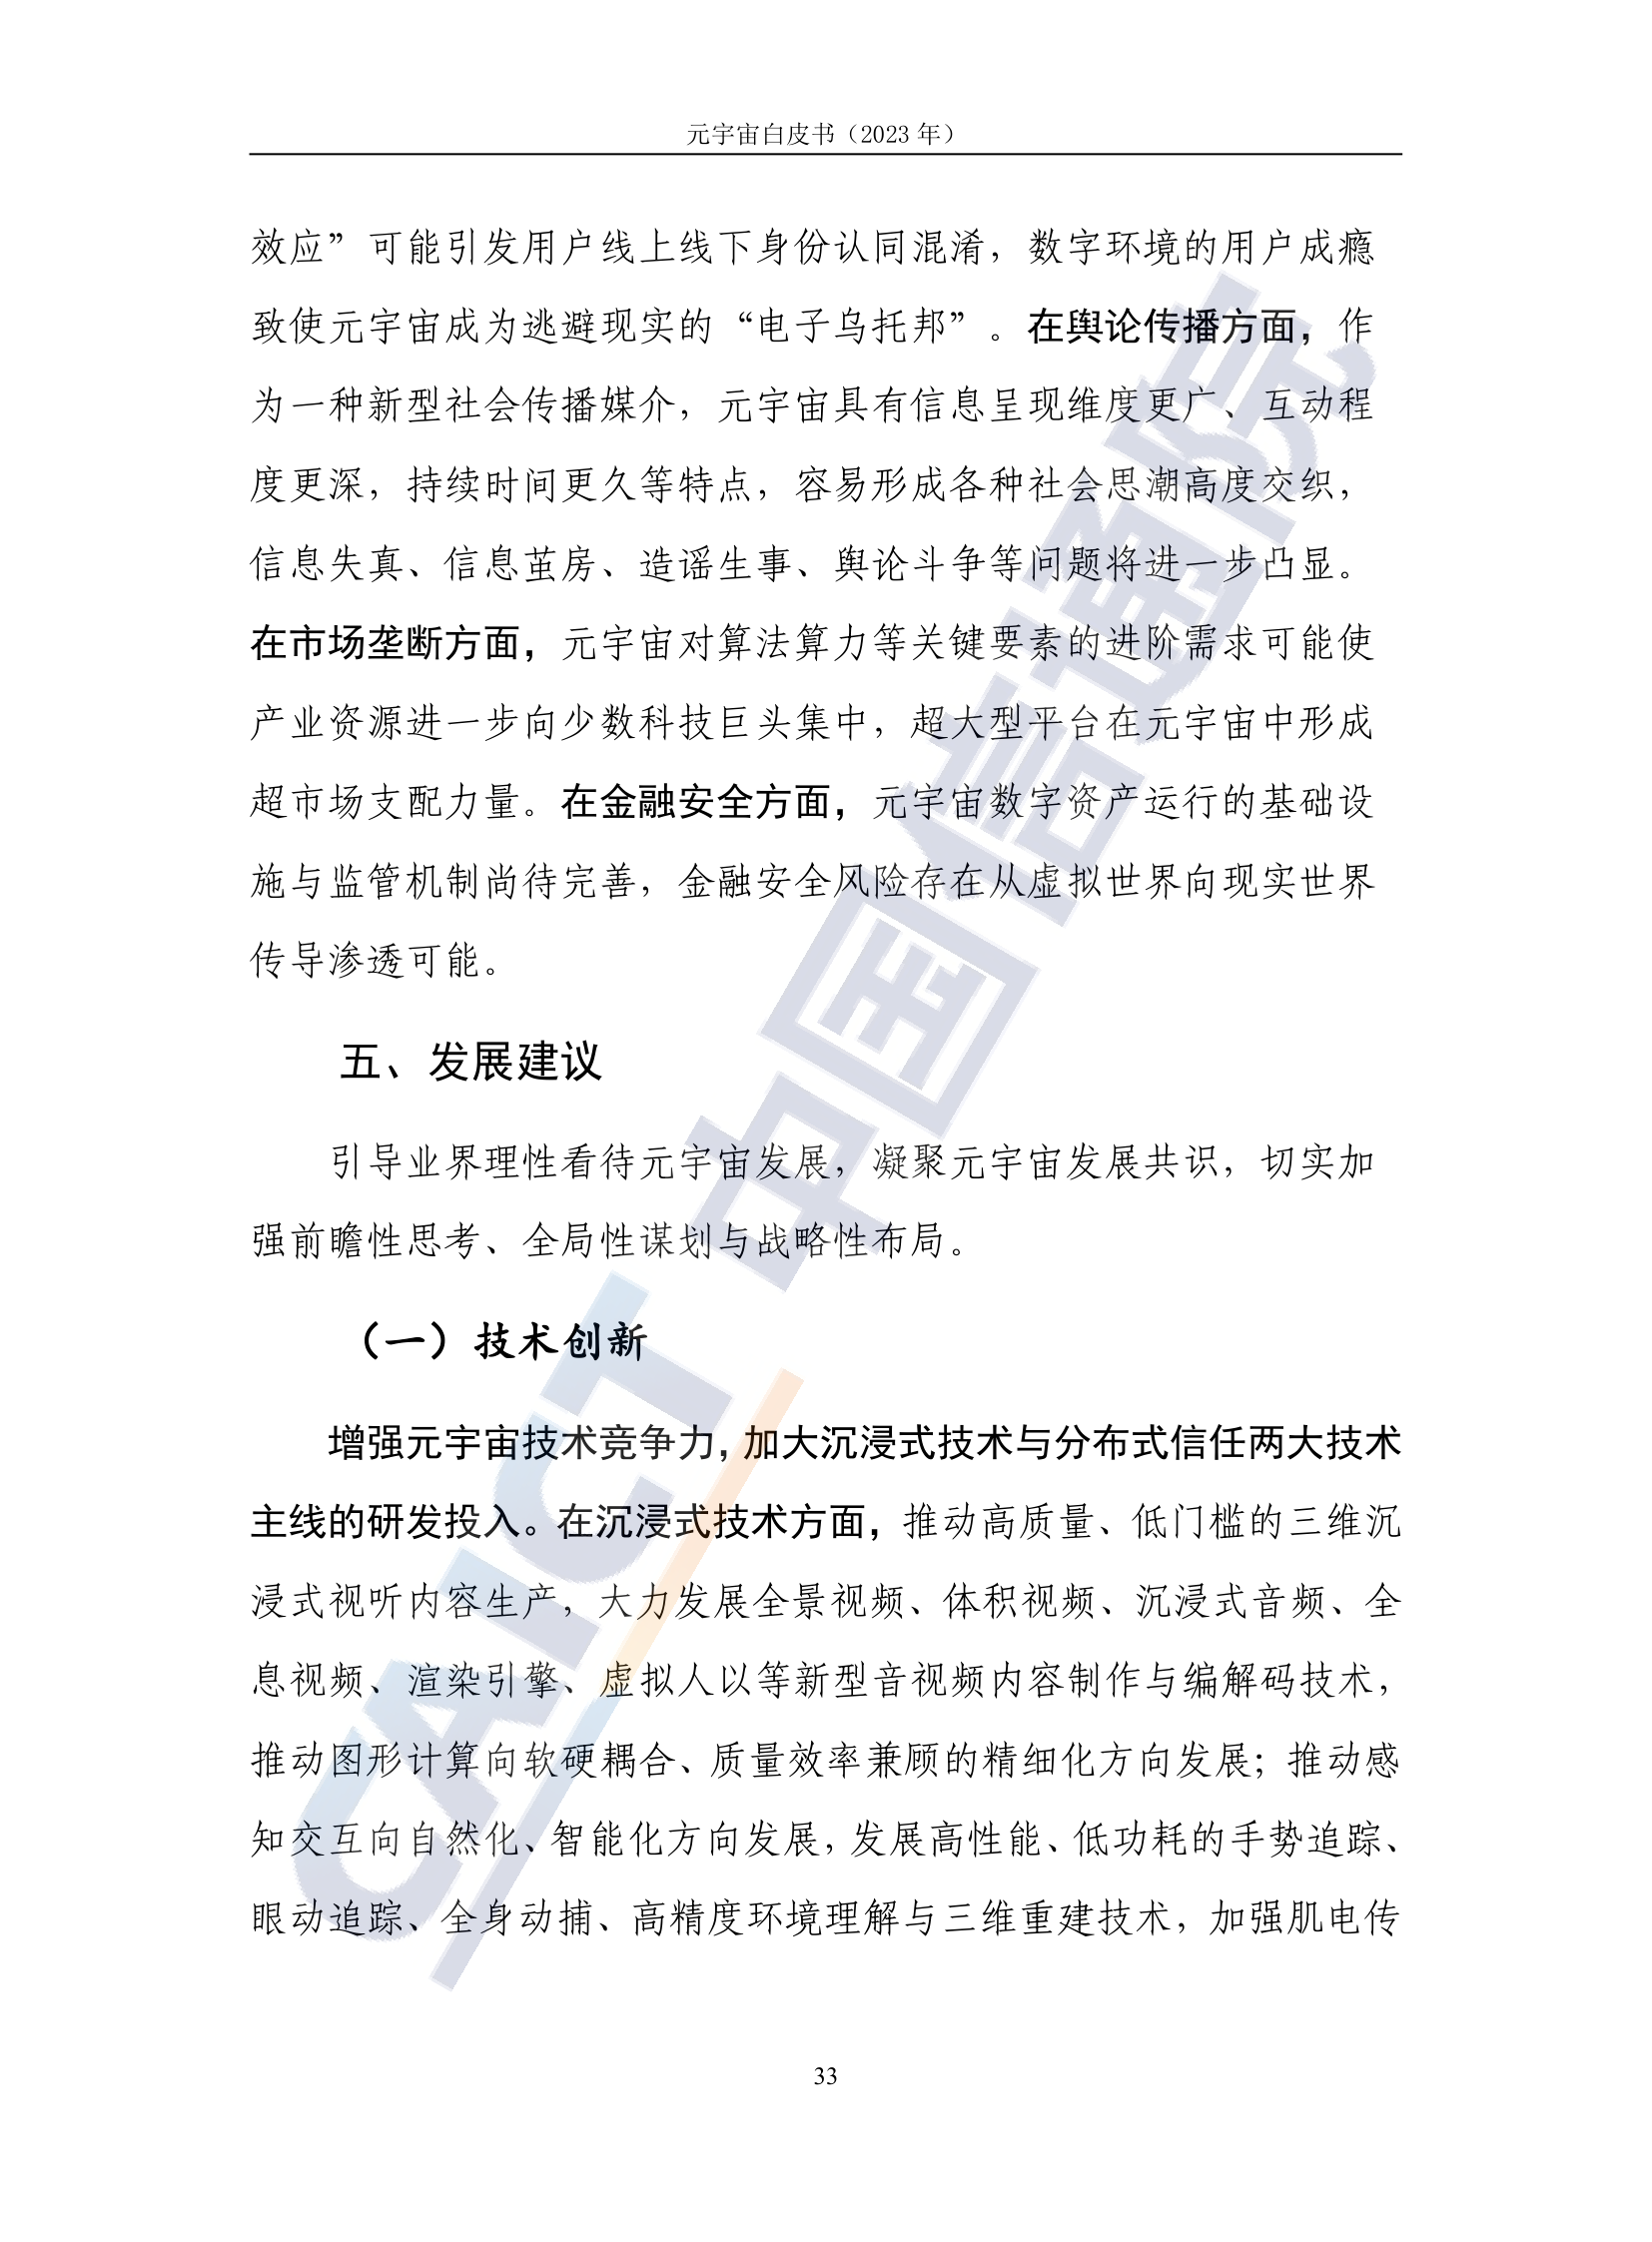 元宇宙白皮书（2023 年）
效应”可能引发用户线上线下身份认同混淆，数字环境的用户成瘾
致使元宇宙成为逃避现实的“电子乌托邦”。在舆论传播方面，作
为一种新型社会传播媒介，元宇宙具有信息呈现维度更广、互动程
度更深，持续时间更久等特点，容易形成各种社会思潮高度交织，
信息失真、信息茧房、造谣生事、舆论斗争等问题将进一步凸显。
在市场垄断方面，元宇宙对算法算力等关键要素的进阶需求可能使
产业资源进一步向少数科技巨头集中，超大型平台在元宇宙中形成
超市场支配力量。在金融安全方面，元宇宙数字资产运行的基础设
施与监管机制尚待完善，金融安全风险存在从虚拟世界向现实世界
传导渗透可能。
五、发展建议
引导业界理性看待元宇宙发展，凝聚元宇宙发展共识，切实加
强前瞻性思考、全局性谋划与战略性布局。
（一）技术创新
增强元宇宙技术竞争力，加大沉浸式技术与分布式信任两大技术
主线的研发投入。在沉浸式技术方面，推动高质量、低门槛的三维沉
浸式视听内容生产，大力发展全景视频、体积视频、沉浸式音频、全
息视频、渲染引擎、虚拟人以等新型音视频内容制作与编解码技术，
推动图形计算向软硬耦合、质量效率兼顾的精细化方向发展；推动感
知交互向自然化、智能化方向发展，发展高性能、低功耗的手势追踪、
眼动追踪、全身动捕、高精度环境理解与三维重建技术，加强肌电传
33
CAICT 中国信通院